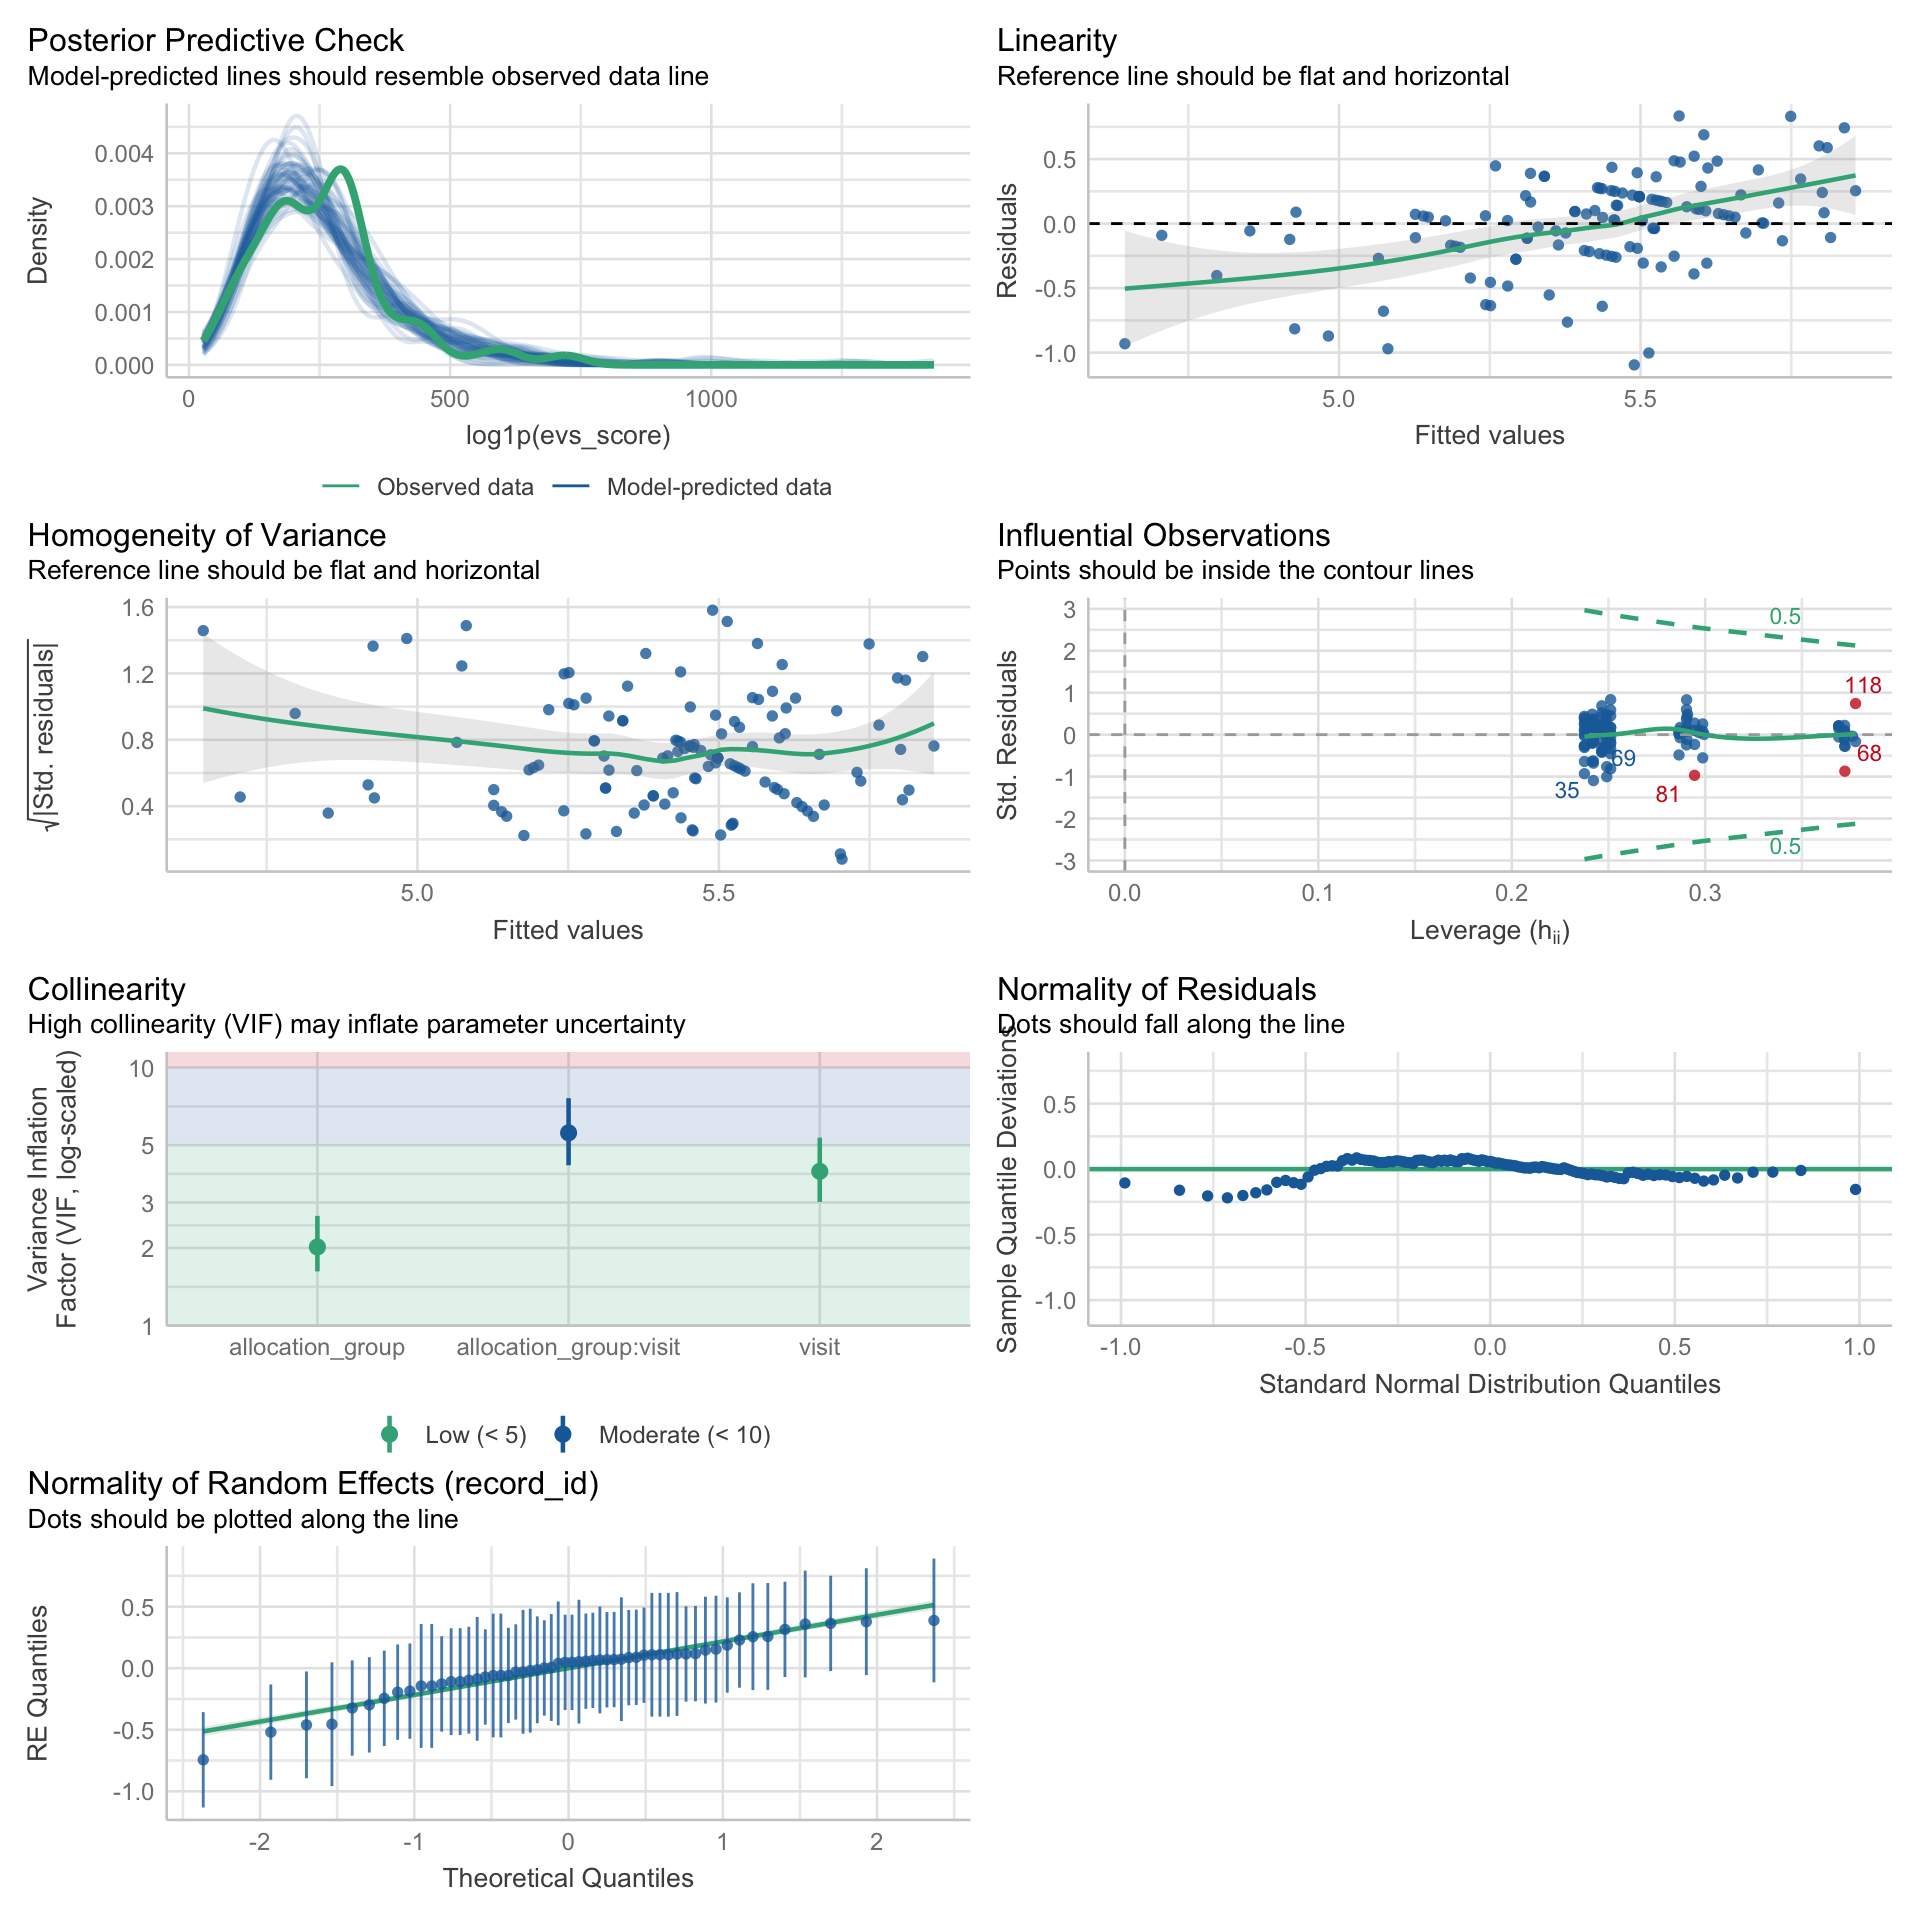 Posterior Predictive Check
Model-predicted lines should resemble observed data line
Density
0.004
0.003
0.002
0.001
0.000
0
500
1000
log1p(evs_score)
Observed data
Model-predicted data
Linearity
Reference line should be flat and horizontal
Residuals
0.5
0.0
-0.5
-1.0
5.0
5.5
Fitted values
Homogeneity of Variance
Reference line should be flat and horizontal
√|Std. residuals|
1.6
1.2
0.8
0.4
5.0
5.5
Fitted values
Influential Observations
Points should be inside the contour lines
Std. Residuals
3
2
1
0
-1
-2
-3
0.5
118
69
68
35
81
0.5
0.0
0.1
0.2
0.3
Leverage (hii)
Collinearity
High collinearity (VIF) may inflate parameter uncertainty
Variance Inflation
Factor (VIF, log-scaled)
10
5
3
2
1
allocation_group
allocation_group:visit
visit
Low (< 5)
Moderate (< 10)
Normality of Residuals
Dots should fall along the line
Sample Quantile Deviations
0.5
0.0
-0.5
-1.0
-1.0
-0.5
0.0
0.5
1.0
Standard Normal Distribution Quantiles
Normality of Random Effects (record_id)
Dots should be plotted along the line
RE Quantiles
0.5
0.0
-0.5
-1.0
-2
-1
0
1
2
Theoretical Quantiles